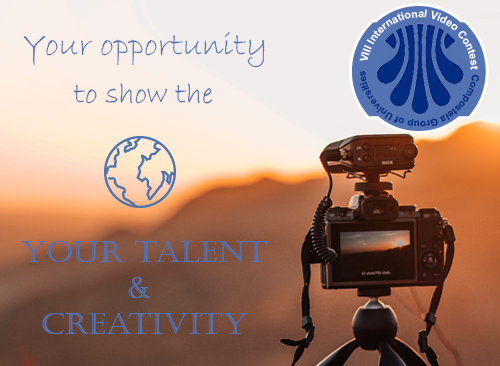 Your opportunity
to show the
YOUR TALENT
&
CREATIVITY
VIII International Video Contest
Compostela Group of Universities